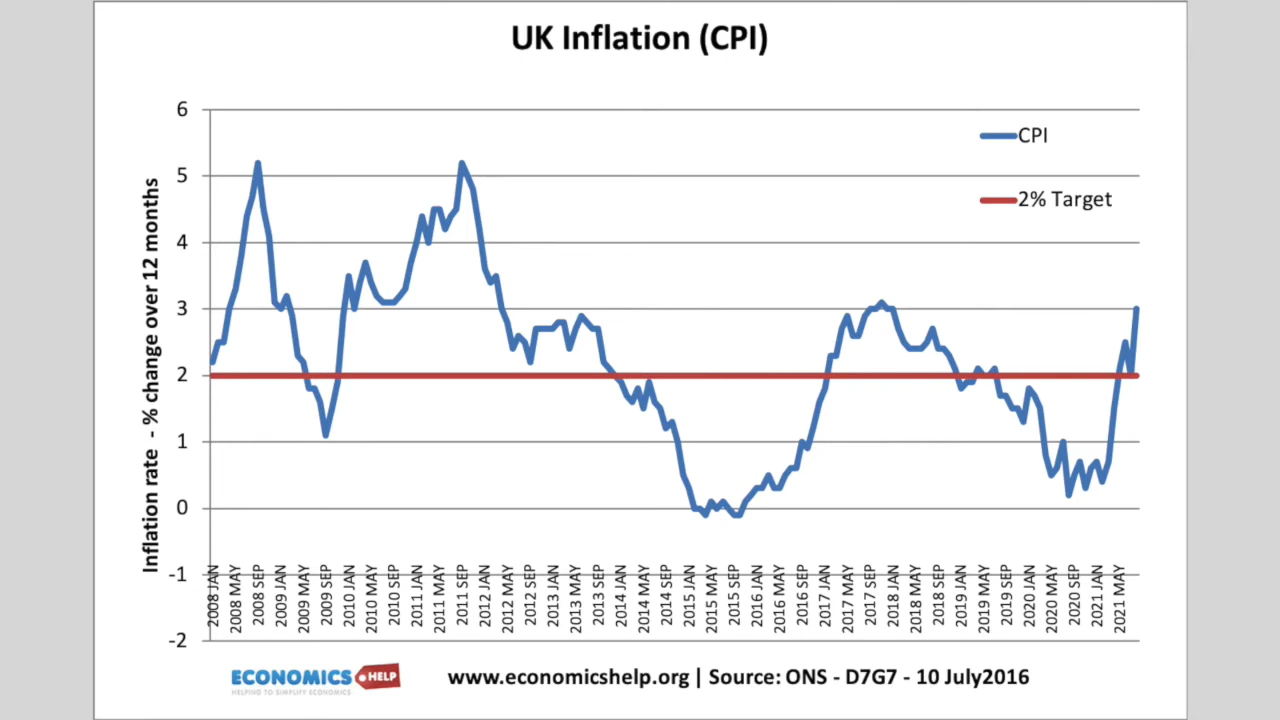 UK Inflation (CPI)
Inflation rate - % change over 12 months
6
5
4
3
2
1
0
-1
-2
CPI
2% Target
2008 JAN
2008 MAY
2008 SEP
2009 JAN
2009 MAY
2009 SEP
2010 JAN
2010 MAY
2010 SEP
2011 JAN
2011 MAY
2011 SEP
2012 JAN
2012 MAY
2012 SEP
2013 JAN
2013 MAY
2013 SEP
2014 JAN
2014 MAY
2014 SEP
2015 JAN
2015 MAY
2015 SEP
2016 JAN
2016 MAY
2016 SEP
2017 JAN
2017 MAY
2017 SEP
2018 JAN
2018 MAY
2018 SEP
2019 JAN
2019 MAY
2019 SEP
2020 JAN
2020 MAY
2020 SEP
2021 JAN
2021 MAY
ECONOMICS HELP
HELPING TO SIMPLIFY ECONOMICS
www.economicshelp.org | Source: ONS - D7G7 - 10 July2016